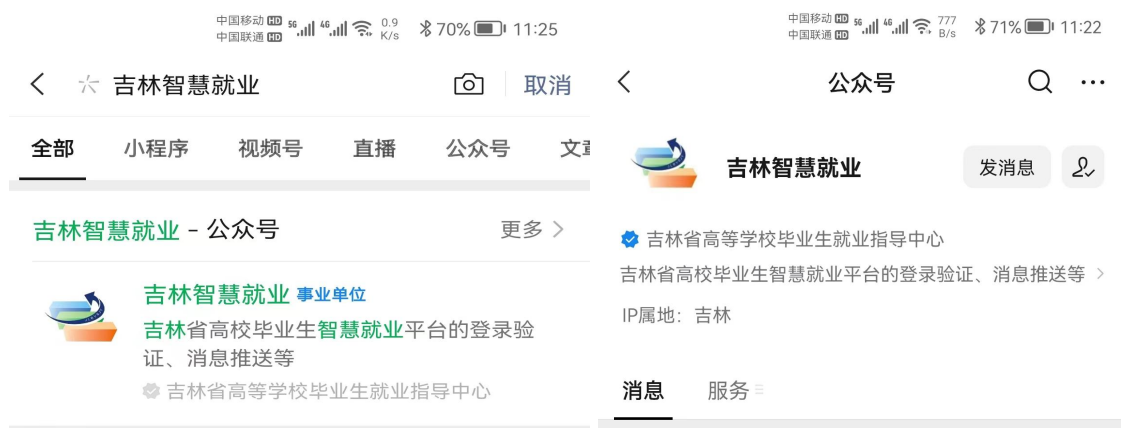 中国移动 HD 5G 4G 0.9 70% 11:25
中国联通 HD K/s
吉林智慧就业 取消
全部 小程序 视频号 直播 公众号
吉林智慧就业 - 公众号 更多
吉林智慧就业 事业单位
吉林省高校毕业生智慧就业平台的登录验
证、消息推送等
吉林省高等学校毕业生就业指导中心
中国移动 HD 5G 4G 777 71% 11:22
中国联通 HD B/s
公众号
吉林智慧就业 发消息
吉林省高等学校毕业生就业指导中心
吉林省高校毕业生智慧就业平台的登录验证、消息推送等
IP属地：吉林
消息 服务